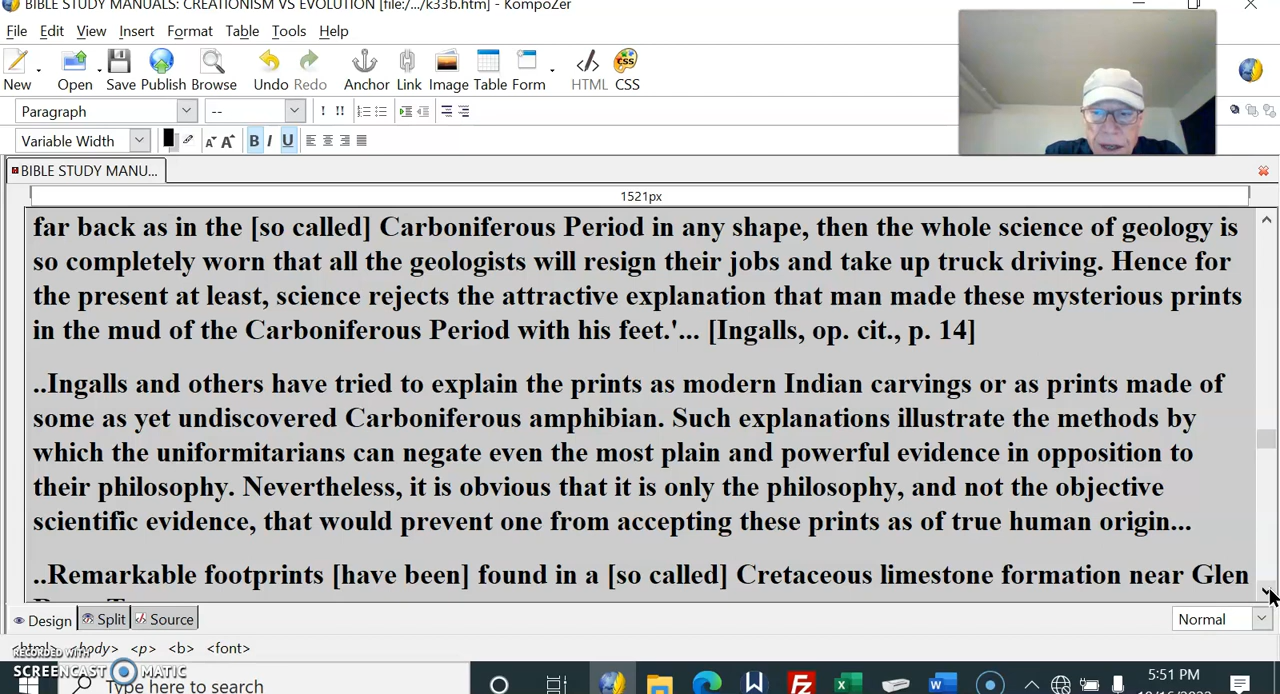 BIBLE STUDY MANUALS: CREATIONISM VS EVOLUTION [file:/.../k33b.htm] - KompoZer
File Edit View Insert Format Table Tools Help
New Open Save Publish Browse Undo Redo Anchor Link Image Table Form HTML CSS
Paragraph -- ! !!
Variable Width A A B I U
BIBLE STUDY MANU...
1521px
far back as in the [so called] Carboniferous Period in any shape, then the whole science of geology is
so completely worn that all the geologists will resign their jobs and take up truck driving. Hence for
the present at least, science rejects the attractive explanation that man made these mysterious prints
in the mud of the Carboniferous Period with his feet.'... [Ingalls, op. cit., p. 14]
..Ingalls and others have tried to explain the prints as modern Indian carvings or as prints made of
some as yet undiscovered Carboniferous amphibian. Such explanations illustrate the methods by
which the uniformitarians can negate even the most plain and powerful evidence in opposition to
their philosophy. Nevertheless, it is obvious that it is only the philosophy, and not the objective
scientific evidence, that would prevent one from accepting these prints as of true human origin...
..Remarkable footprints [have been] found in a [so called] Cretaceous limestone formation near Glen
Design Split Source Normal
<html> <body> <p> <b> <font>
RECORDED WITH
SCREENCAST MATIC
Type here to search
5:51 PM